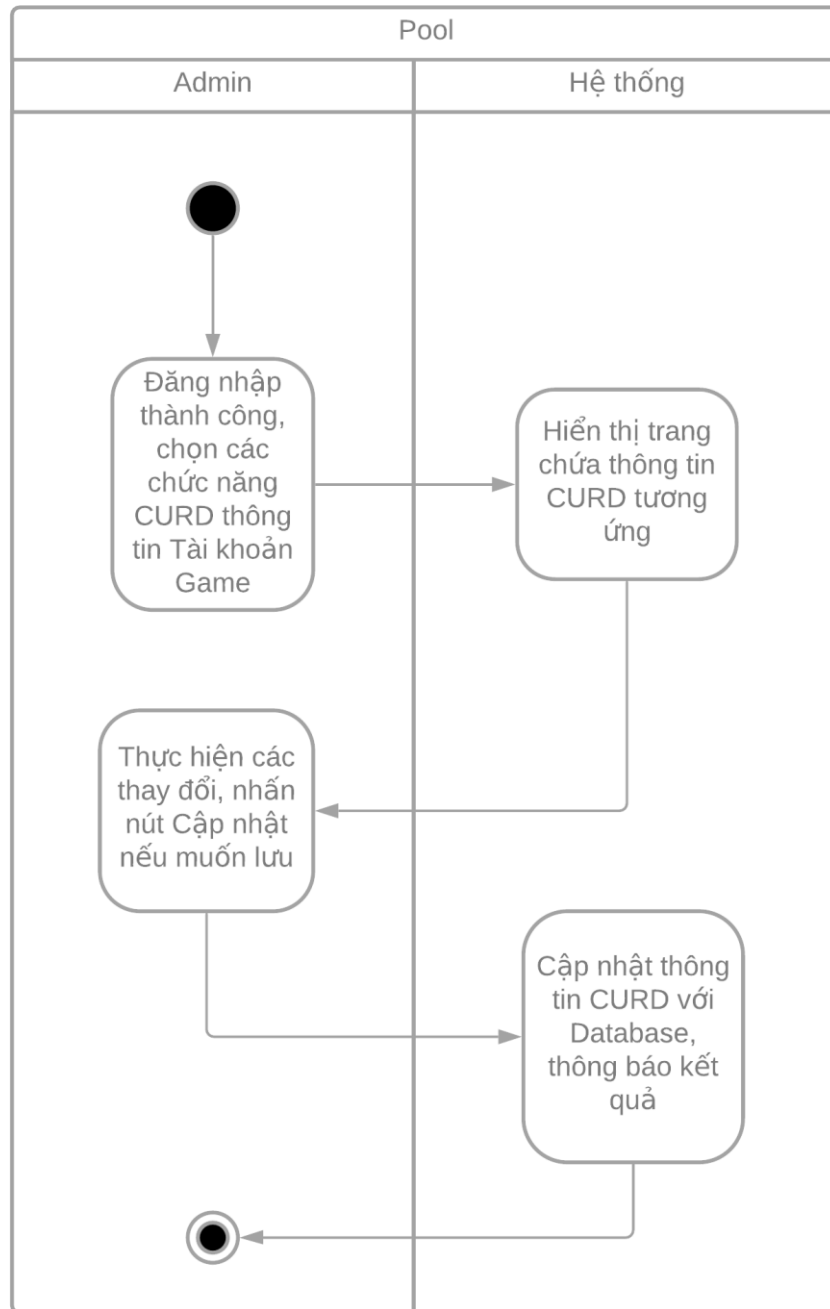 Pool
Admin
Hệ thống
Đăng nhập
thành công,
chọn các
chức năng
CURD thông
tin Tài khoản
Game
Hiển thị trang
chứa thông tin
CURD tương
ứng
Thực hiện các
thay đổi, nhấn
nút Cập nhật
nếu muốn lưu
Cập nhật thông
tin CURD với
Database,
thông báo kết
quả